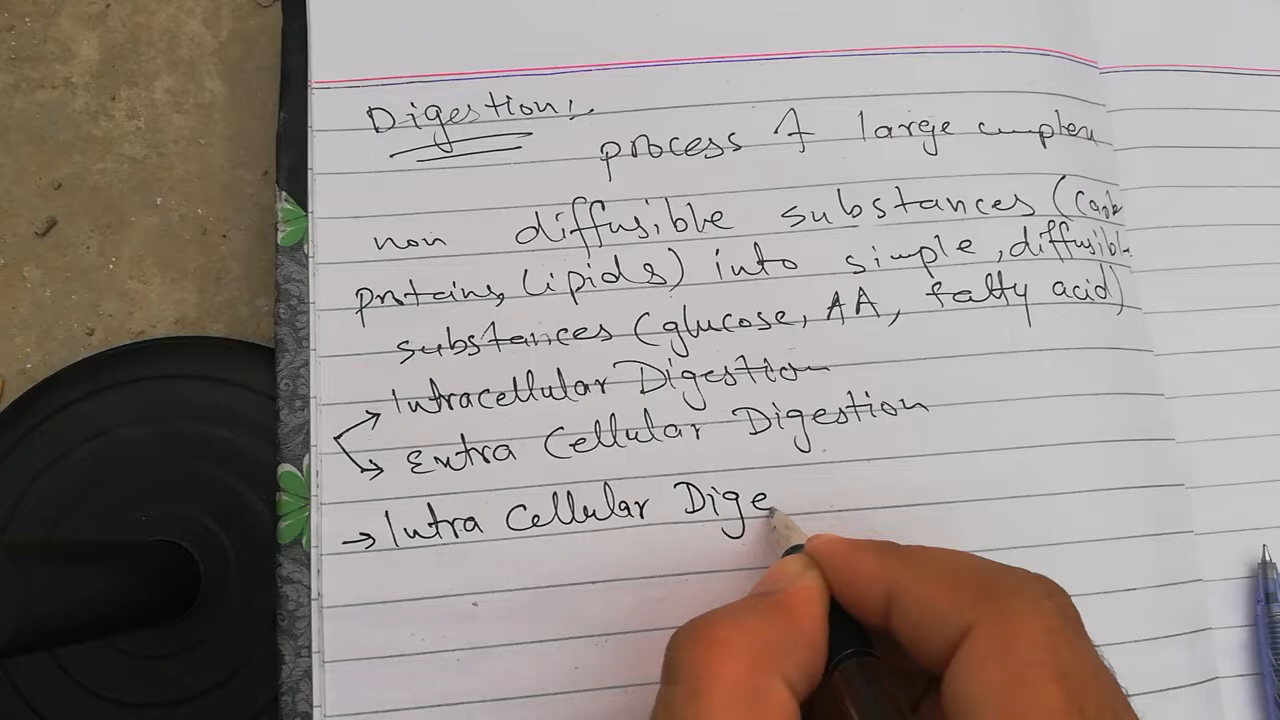 Digestion:-
process of large complex
non diffusible substances (Carb
proteins, lipids) into simple, diffusible
substances (glucose, AA, fatty acid)
→ Intracellular Digestion
→ Extra Cellular Digestion
→ Intra Cellular Dige